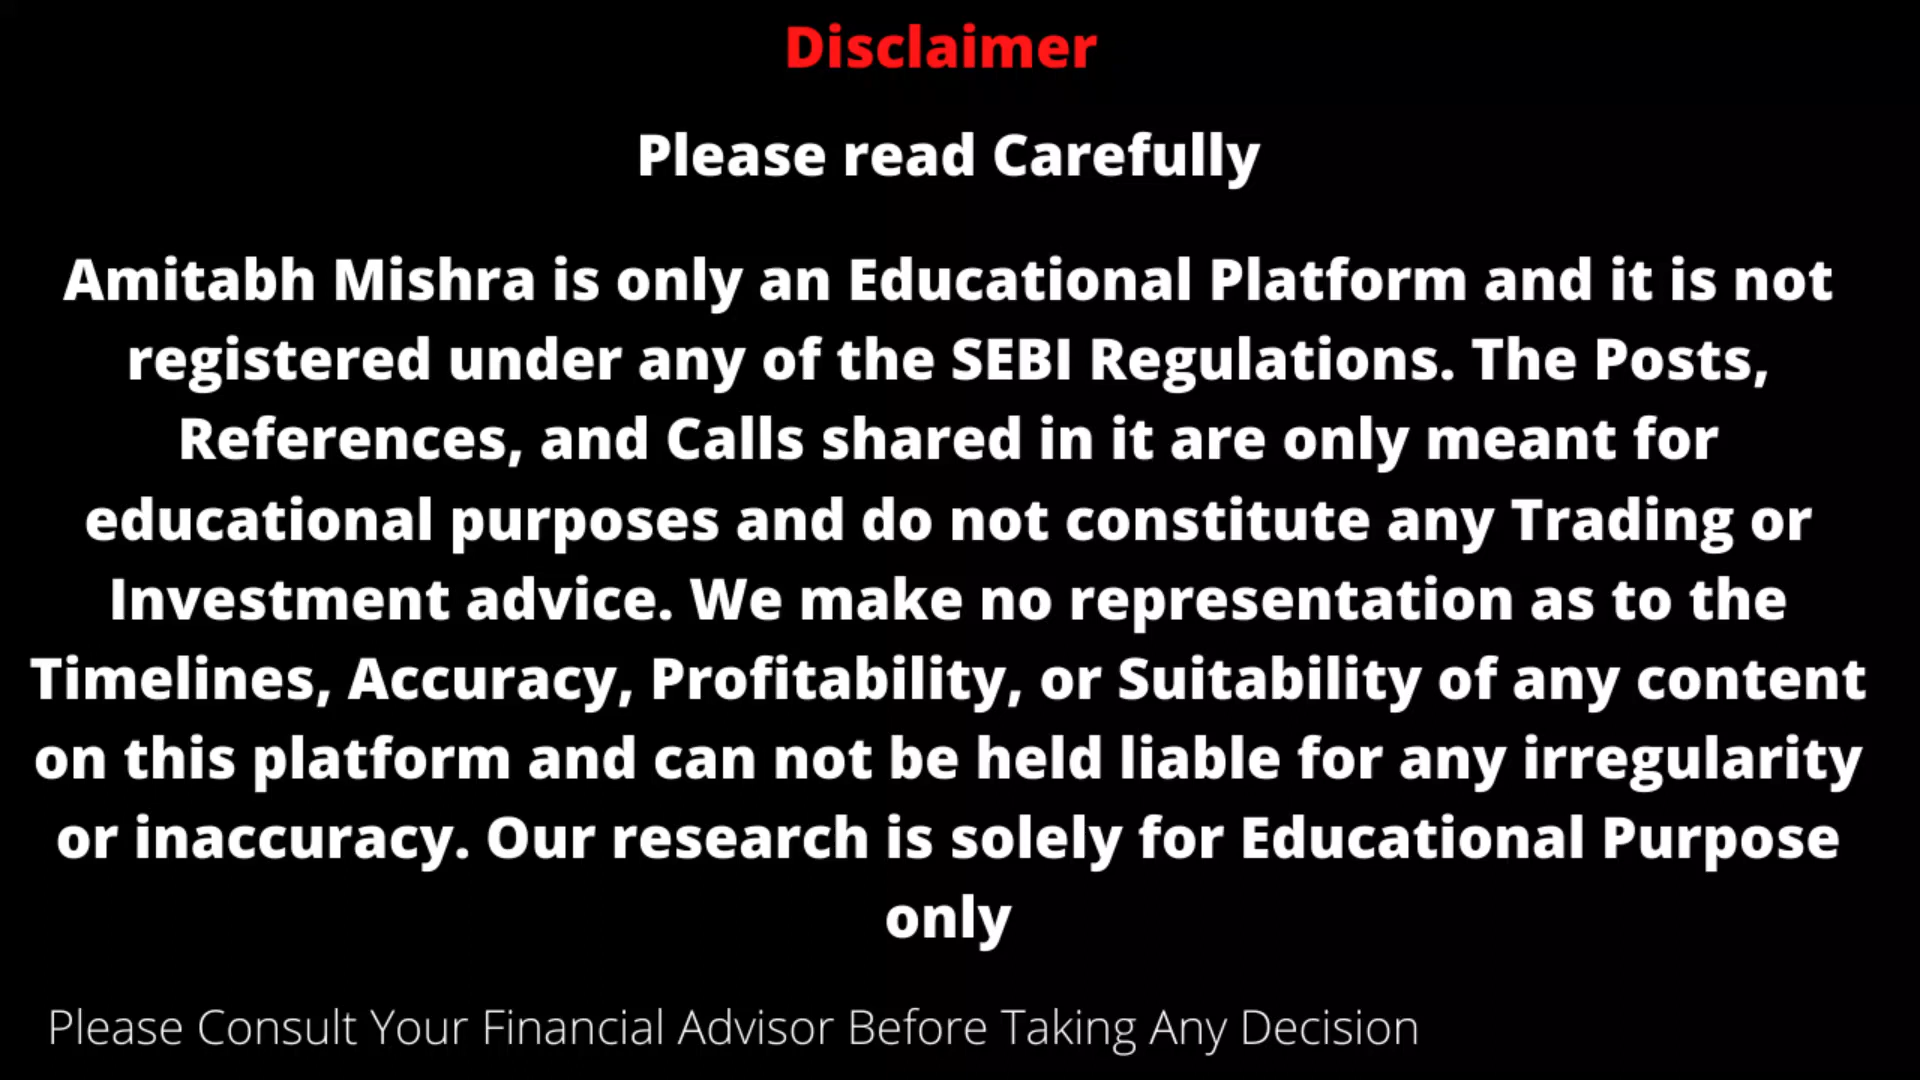 Disclaimer
Please read Carefully
Amitabh Mishra is only an Educational Platform and it is not
registered under any of the SEBI Regulations. The Posts,
References, and Calls shared in it are only meant for
educational purposes and do not constitute any Trading or
Investment advice. We make no representation as to the
Timelines, Accuracy, Profitability, or Suitability of any content
on this platform and can not be held liable for any irregularity
or inaccuracy. Our research is solely for Educational Purpose
only
Please Consult Your Financial Advisor Before Taking Any Decision